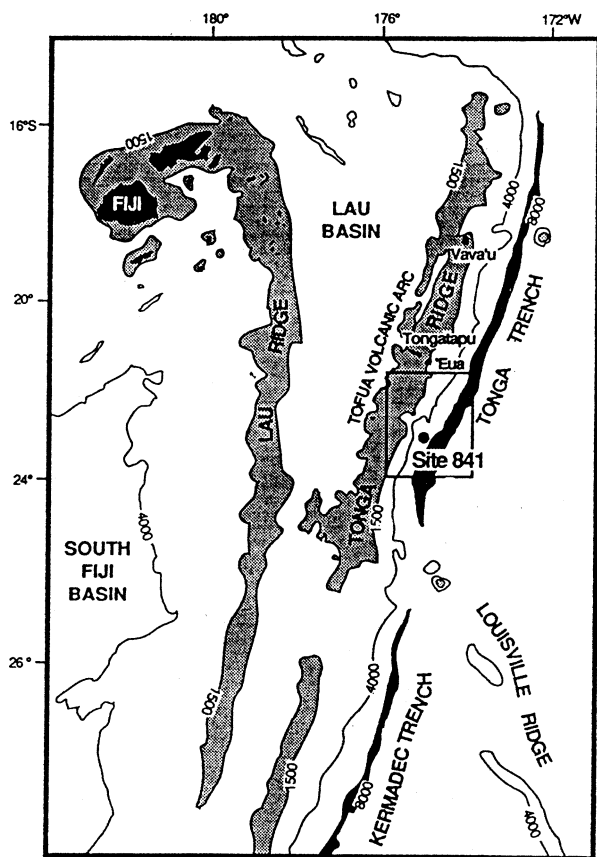 180°
176°
172°W
16°S
20°
24°
26°
1500
FIJI
LAU
BASIN
1500
4000
8000
Vava'u
TOFUA VOLCANIC ARC
TONGA RIDGE
Tongatapu
'Eua
TONGA TRENCH
LAU RIDGE
Site 841
1500
4000
SOUTH
FIJI
BASIN
LOUISVILLE
RIDGE
4000
1500
1500
8000
KERMADEC TRENCH
4000